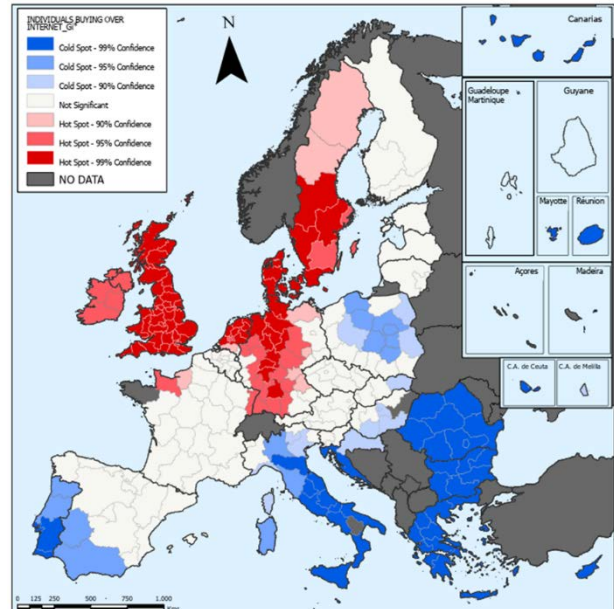 INDIVIDUALS BUYING OVER
INTERNET_GI*
Cold Spot - 99% Confidence
Cold Spot - 95% Confidence
Cold Spot - 90% Confidence
Not Significant
Hot Spot - 90% Confidence
Hot Spot - 95% Confidence
Hot Spot - 99% Confidence
NO DATA
N
Canarias
Guadeloupe
Martinique
Guyane
Mayotte
Réunion
Açores
Madeira
C.A. de Ceuta
C.A. de Melilla
0 125 250 500 750 1.000